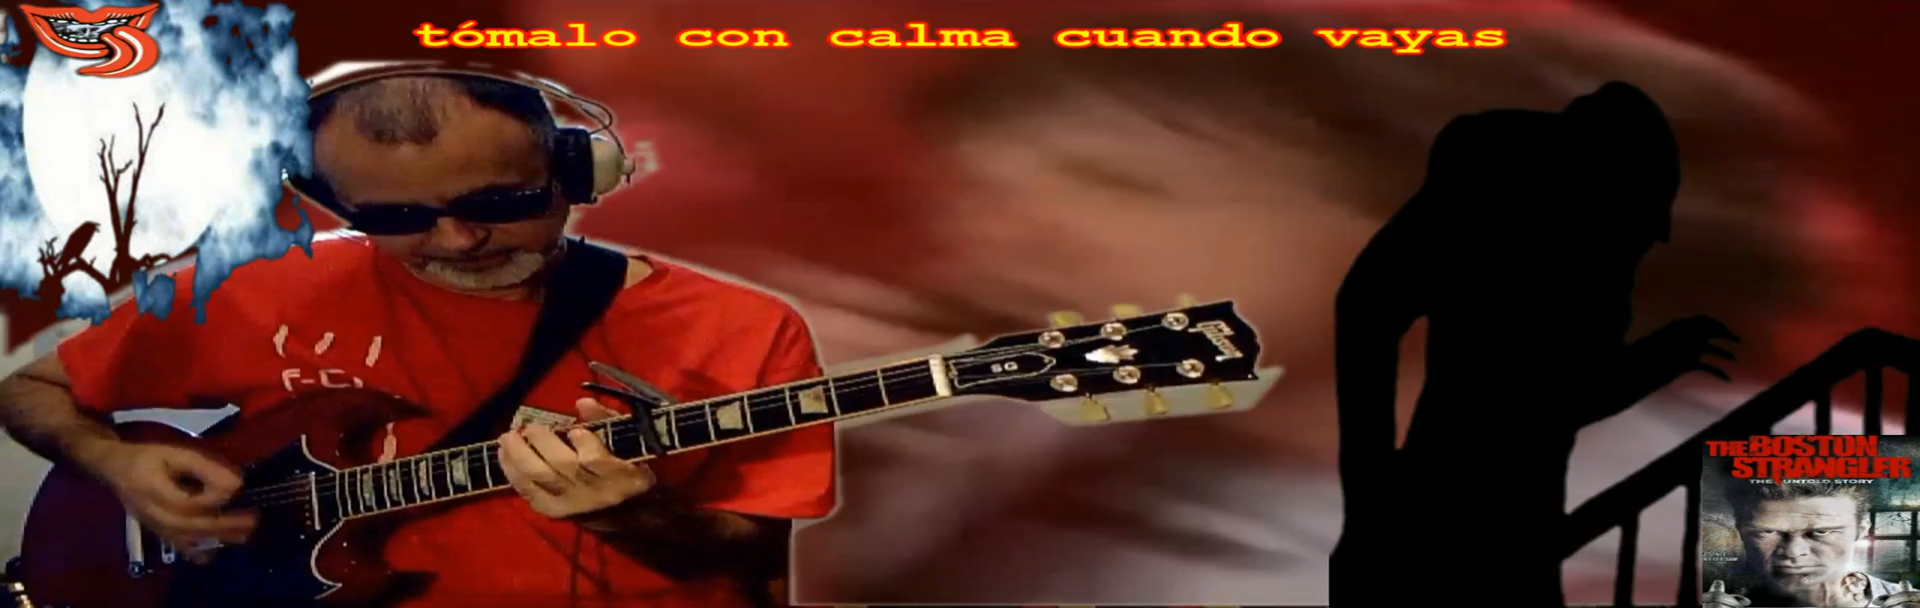 tómalo con calma cuando vayas
Gibson
SG
THE BOSTON
STRANGLER
THE UNTOLD STORY